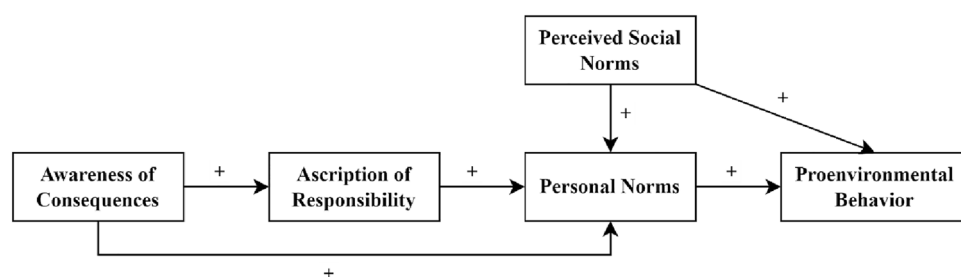 Perceived Social
Norms
+
+
Awareness of
Consequences
+
Ascription of
Responsibility
+
Personal Norms
+
Proenvironmental
Behavior
+